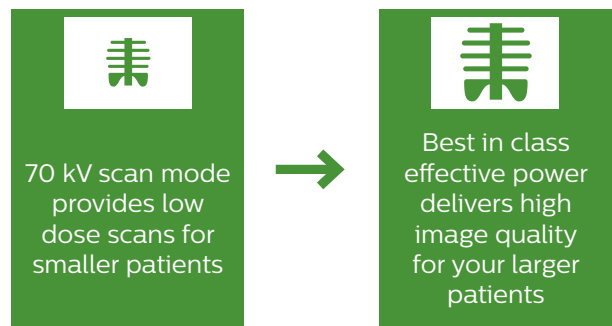 70 kV scan mode
provides low
dose scans for
smaller patients
Best in class
effective power
delivers high
image quality
for your larger
patients